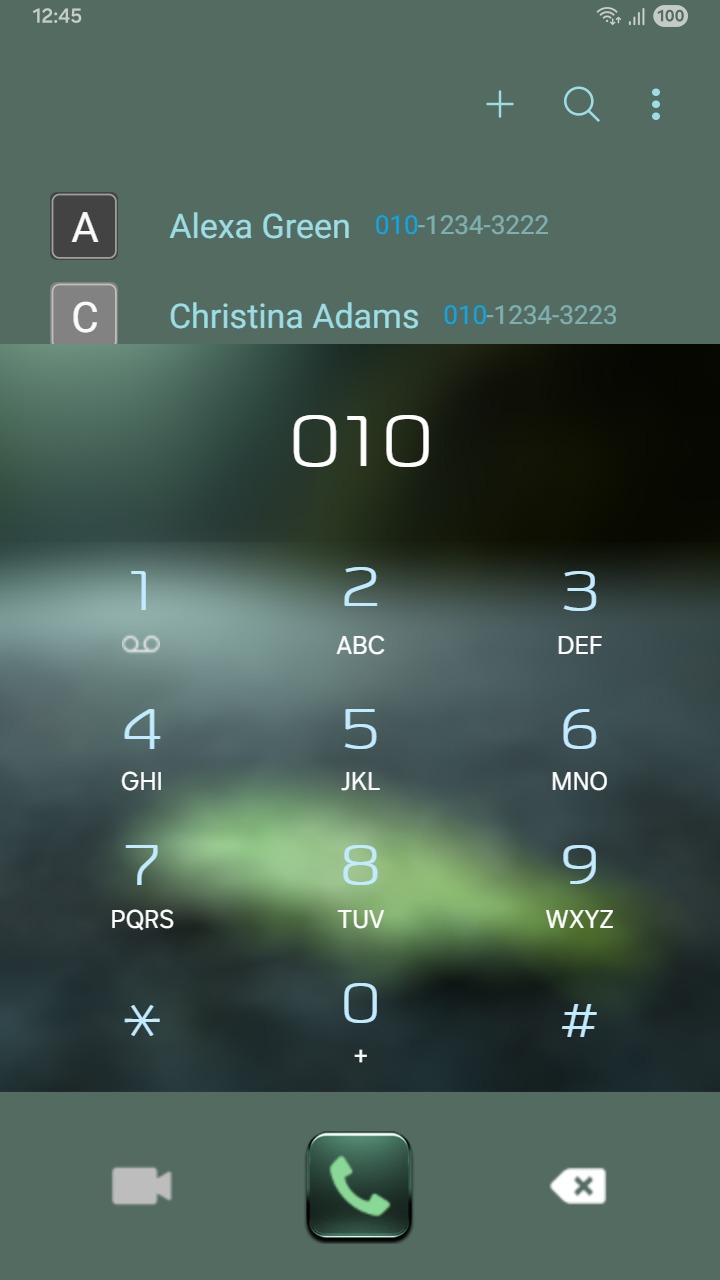 12:45 100
A Alexa Green 010-1234-3222
C Christina Adams 010-1234-3223
010
1 2 3
ABC DEF
4 5 6
GHI JKL MNO
7 8 9
PQRS TUV WXYZ
* 0 #
+